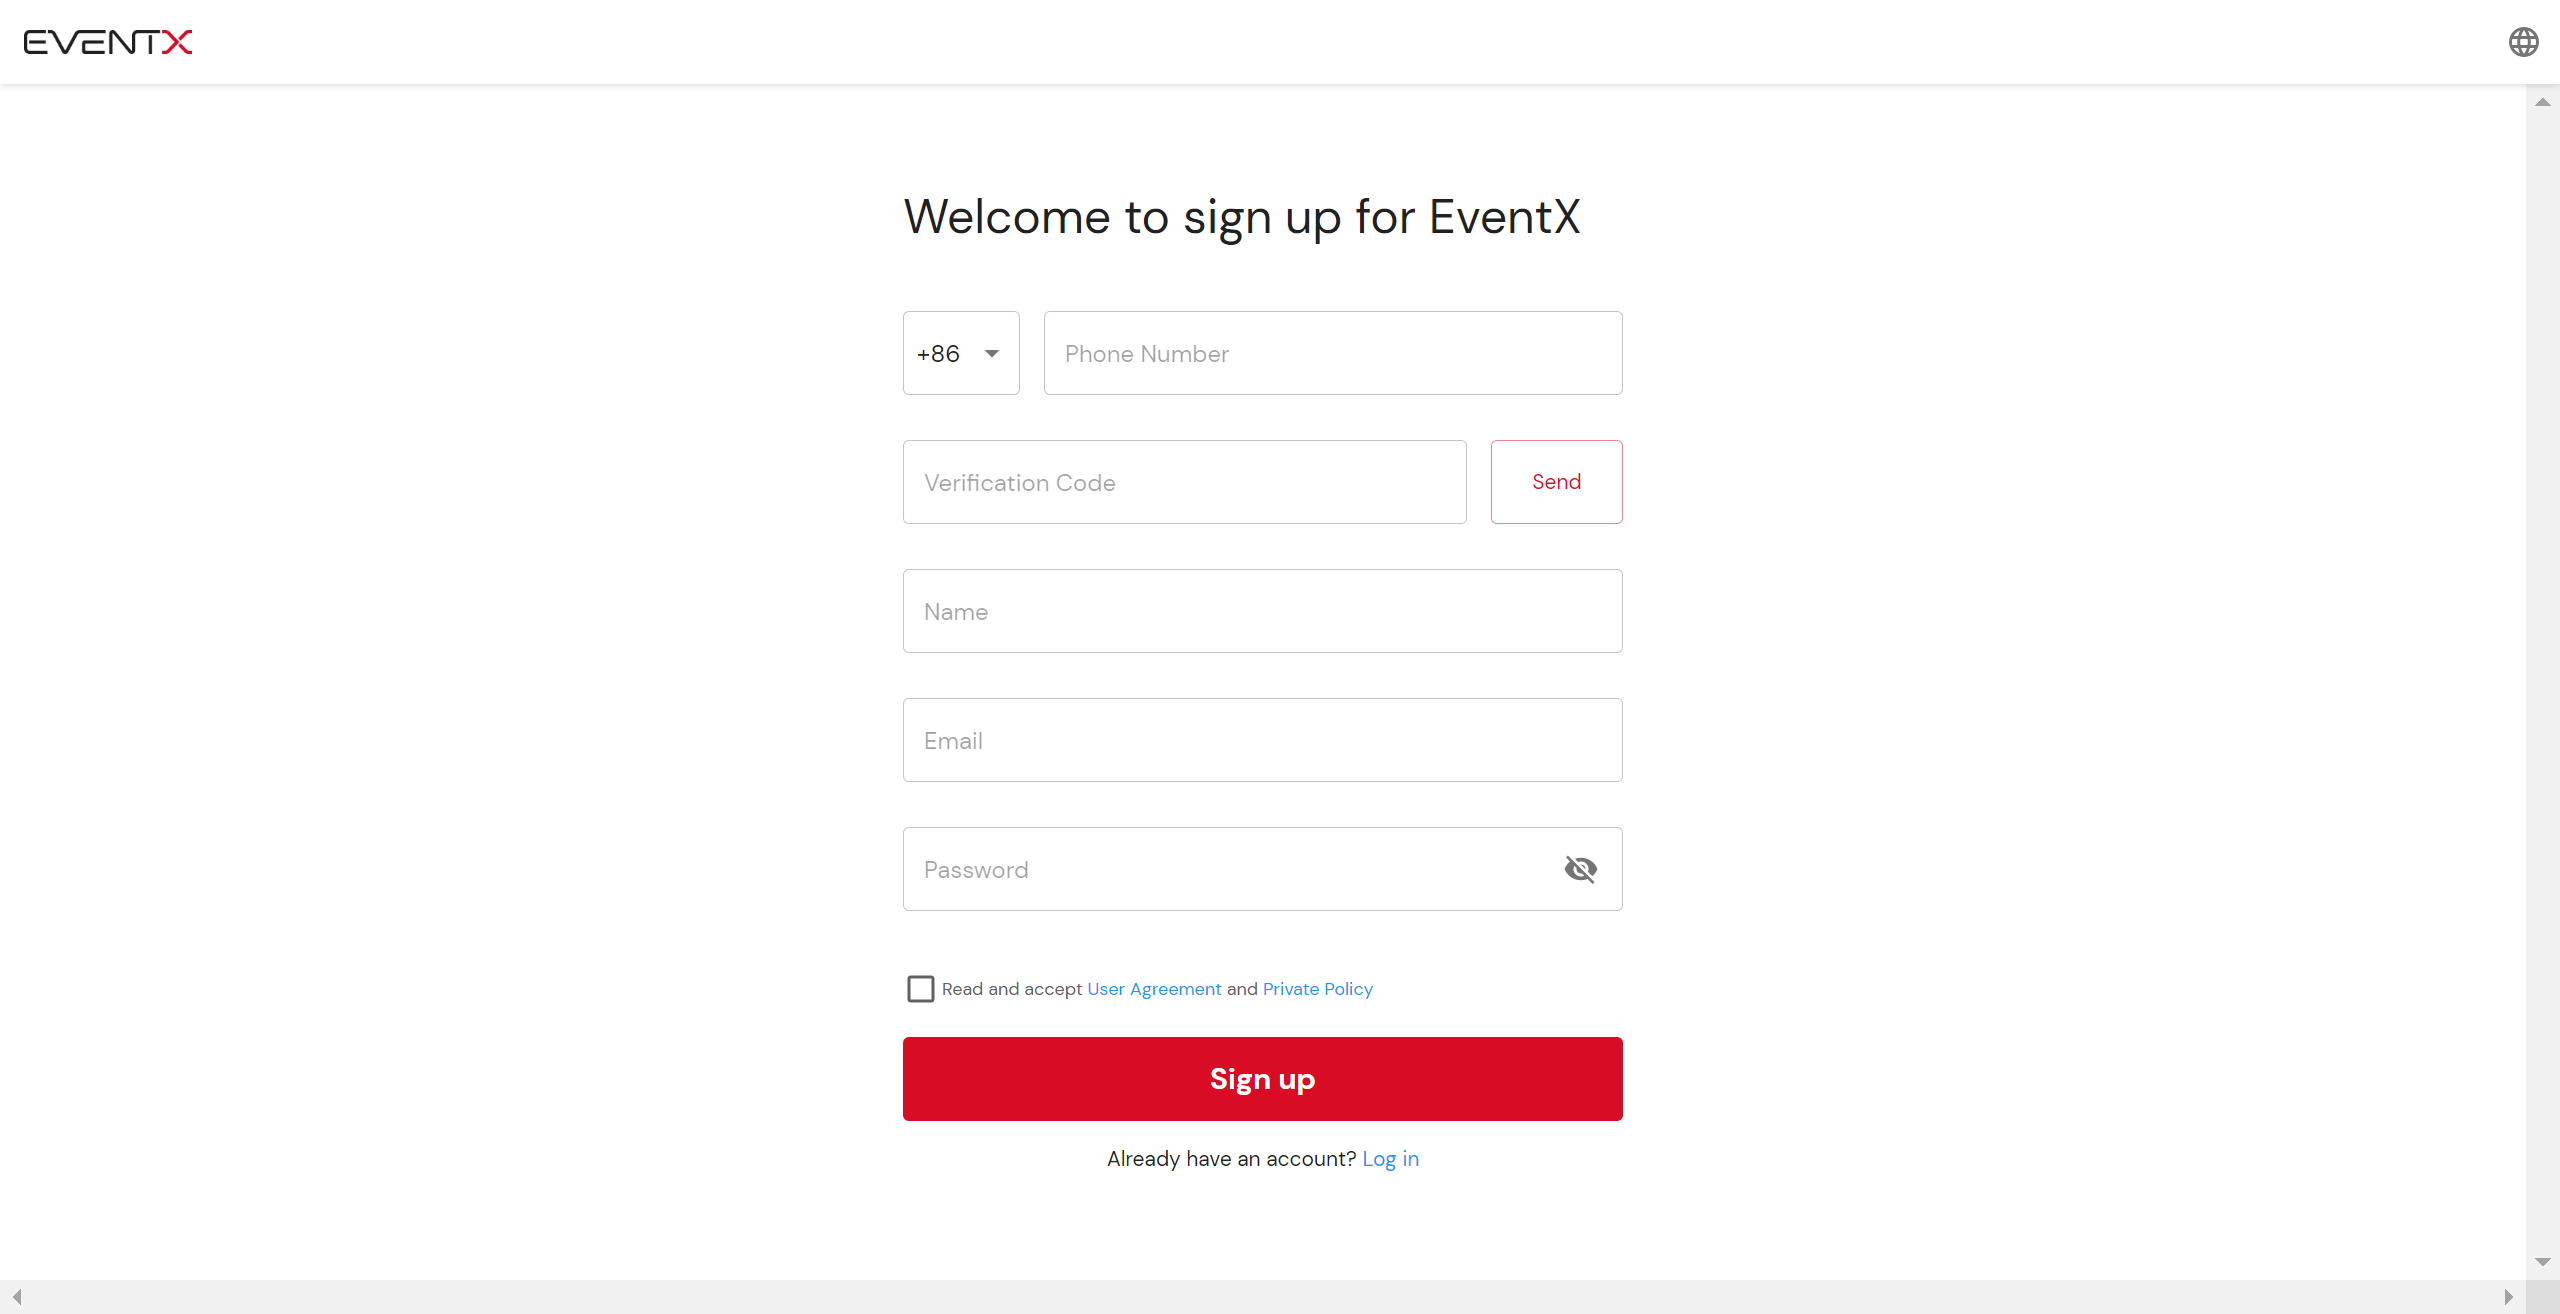 EVENTX
Welcome to sign up for EventX
+86 Phone Number
Verification Code Send
Name
Email
Password
Read and accept User Agreement and Private Policy
Sign up
Already have an account? Log in